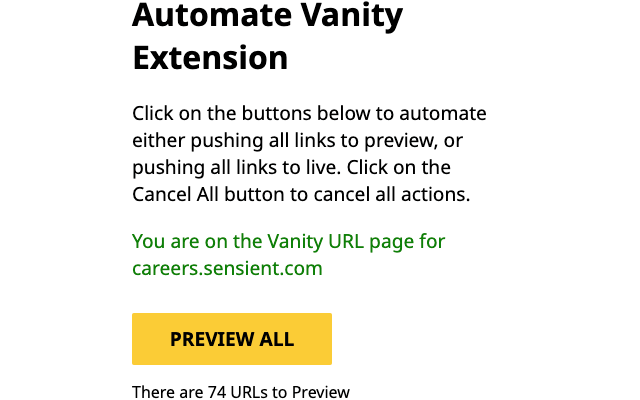 Automate Vanity
Extension
Click on the buttons below to automate
either pushing all links to preview, or
pushing all links to live. Click on the
Cancel All button to cancel all actions.
You are on the Vanity URL page for
careers.sensient.com
PREVIEW ALL
There are 74 URLs to Preview